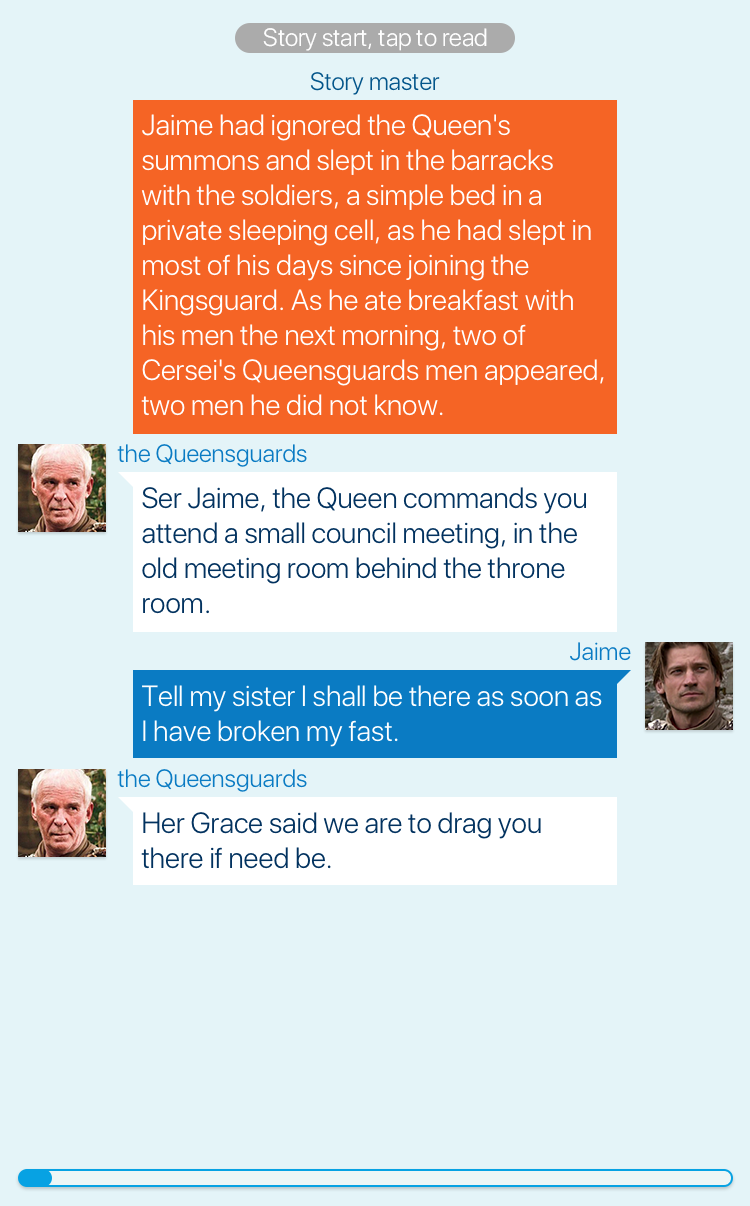 Story start, tap to read
Story master
Jaime had ignored the Queen's
summons and slept in the barracks
with the soldiers, a simple bed in a
private sleeping cell, as he had slept in
most of his days since joining the
Kingsguard. As he ate breakfast with
his men the next morning, two of
Cersei's Queensguards men appeared,
two men he did not know.
the Queensguards
Ser Jaime, the Queen commands you
attend a small council meeting, in the
old meeting room behind the throne
room.
Jaime
Tell my sister I shall be there as soon as
I have broken my fast.
the Queensguards
Her Grace said we are to drag you
there if need be.